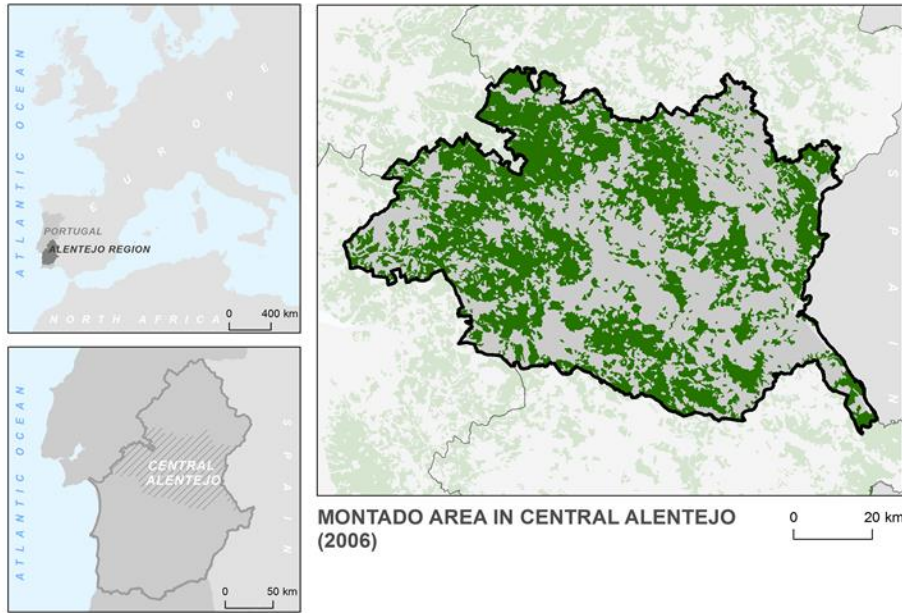 ATLANTIC OCEAN
EUROPE
PORTUGAL
ALENTEJO REGION
NORTH AFRICA
0 400 km
ATLANTIC OCEAN
SPAIN
CENTRAL
ALENTEJO
0 50 km
SPAIN
MONTADO AREA IN CENTRAL ALENTEJO
(2006)
0 20 km